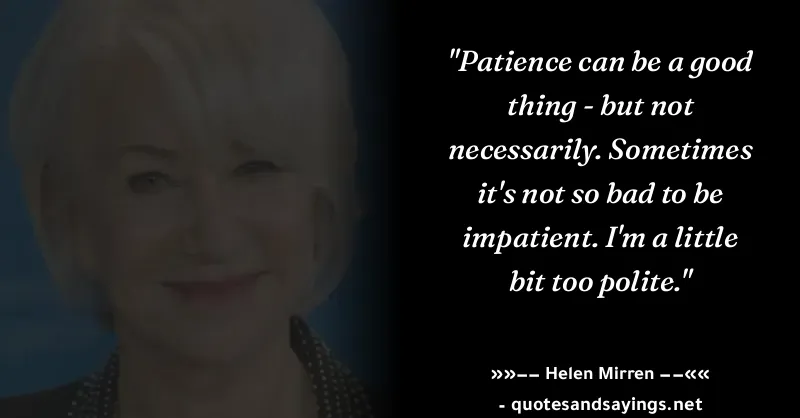 "Patience can be a good
thing - but not
necessarily. Sometimes
it's not so bad to be
impatient. I'm a little
bit too polite."
»»–– Helen Mirren ––««
- quotesandsayings.net